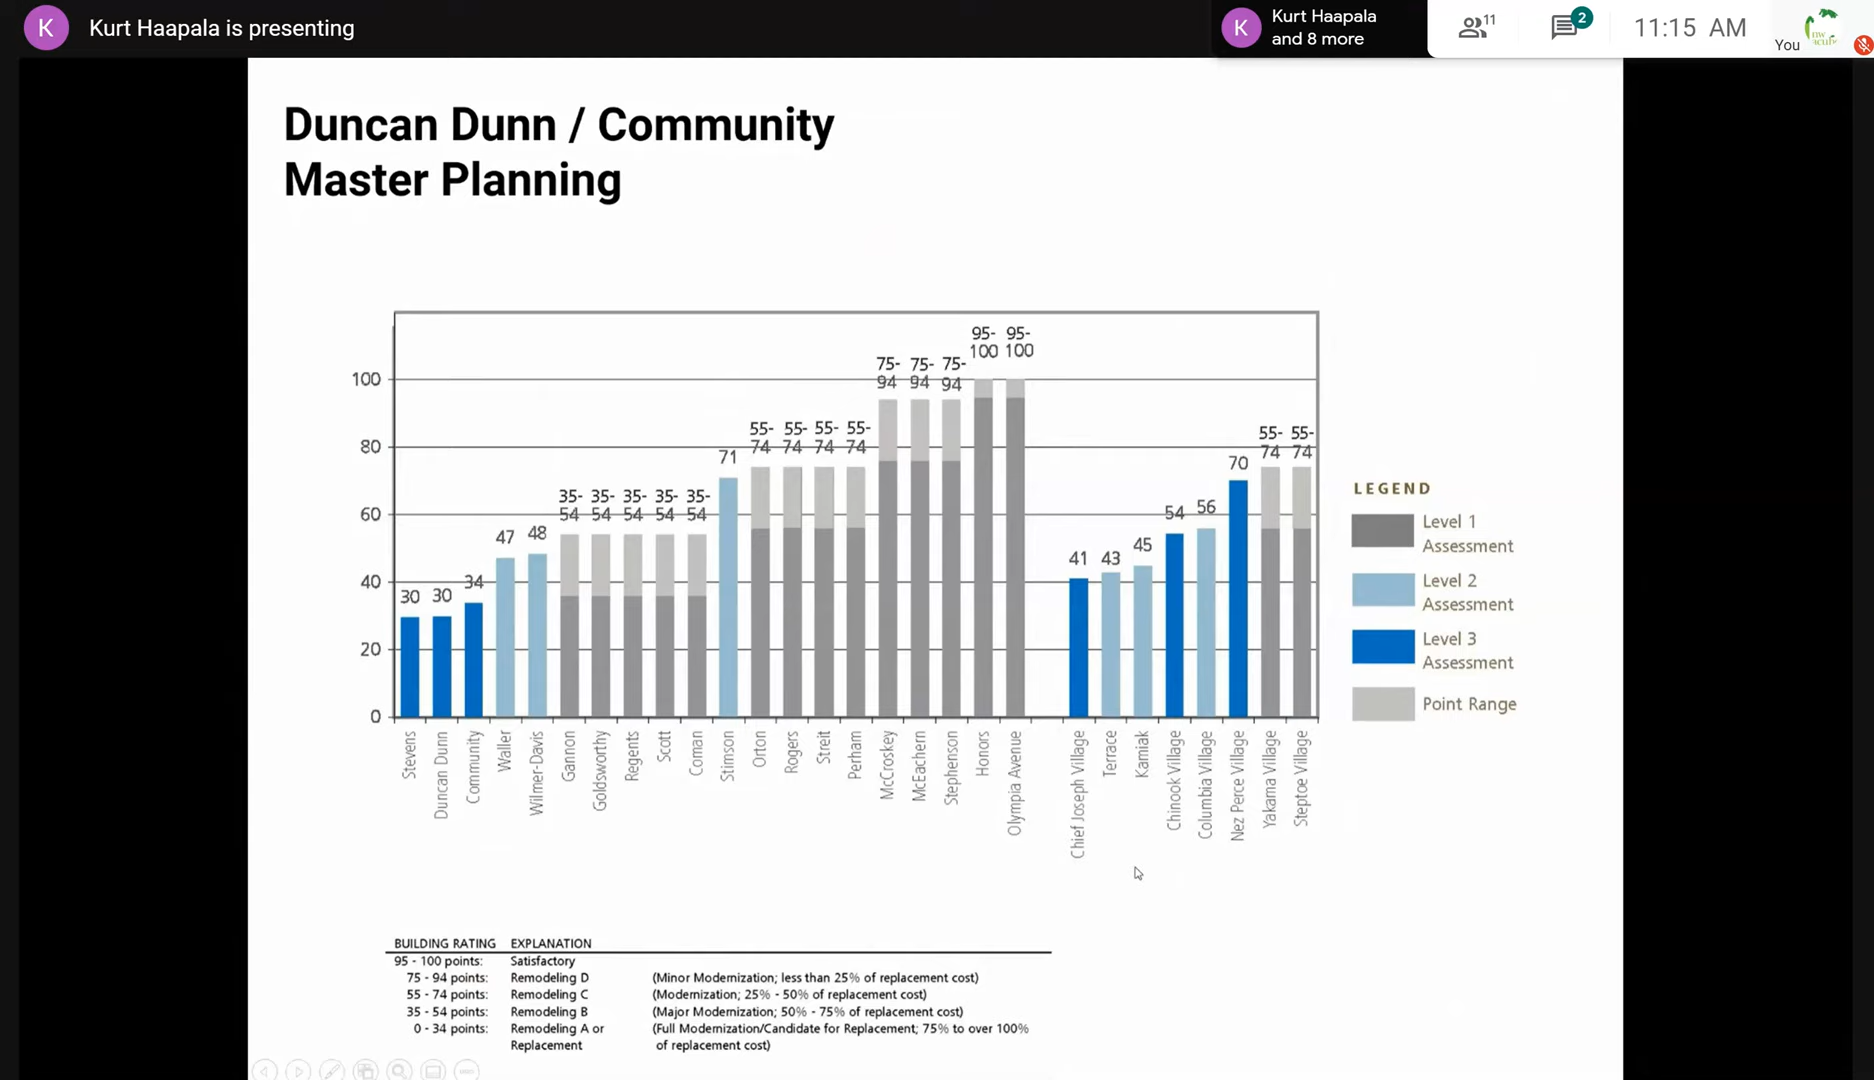 K
Kurt Haapala is presenting
K
Kurt Haapala
and 8 more
11
2
11:15 AM
You
Duncan Dunn / Community
Master Planning
100
80
60
40
20
0
30
30
34
47
48
35-
54
35-
54
35-
54
35-
54
35-
54
71
55-
74
55-
74
55-
74
55-
74
75-
94
75-
94
75-
94
95-
100
95-
100
41
43
45
54
56
70
55-
74
55-
74
Stevens
Duncan Dunn
Community
Waller
Wilmer-Davis
Gannon
Goldsworthy
Regents
Scott
Coman
Stimson
Orton
Rogers
Streit
Perham
McCroskey
McEachern
Stephenson
Honors
Olympia Avenue
Chief Joseph Village
Terrace
Kamiak
Chinook Village
Columbia Village
Nez Perce Village
Yakama Village
Steptoe Village
LEGEND
Level 1
Assessment
Level 2
Assessment
Level 3
Assessment
Point Range
BUILDING RATING EXPLANATION
95 - 100 points: Satisfactory
75 - 94 points: Remodeling D (Minor Modernization; less than 25% of replacement cost)
55 - 74 points: Remodeling C (Modernization; 25% - 50% of replacement cost)
35 - 54 points: Remodeling B (Major Modernization; 50% - 75% of replacement cost)
0 - 34 points: Remodeling A or (Full Modernization/Candidate for Replacement; 75% to over 100%
Replacement of replacement cost)